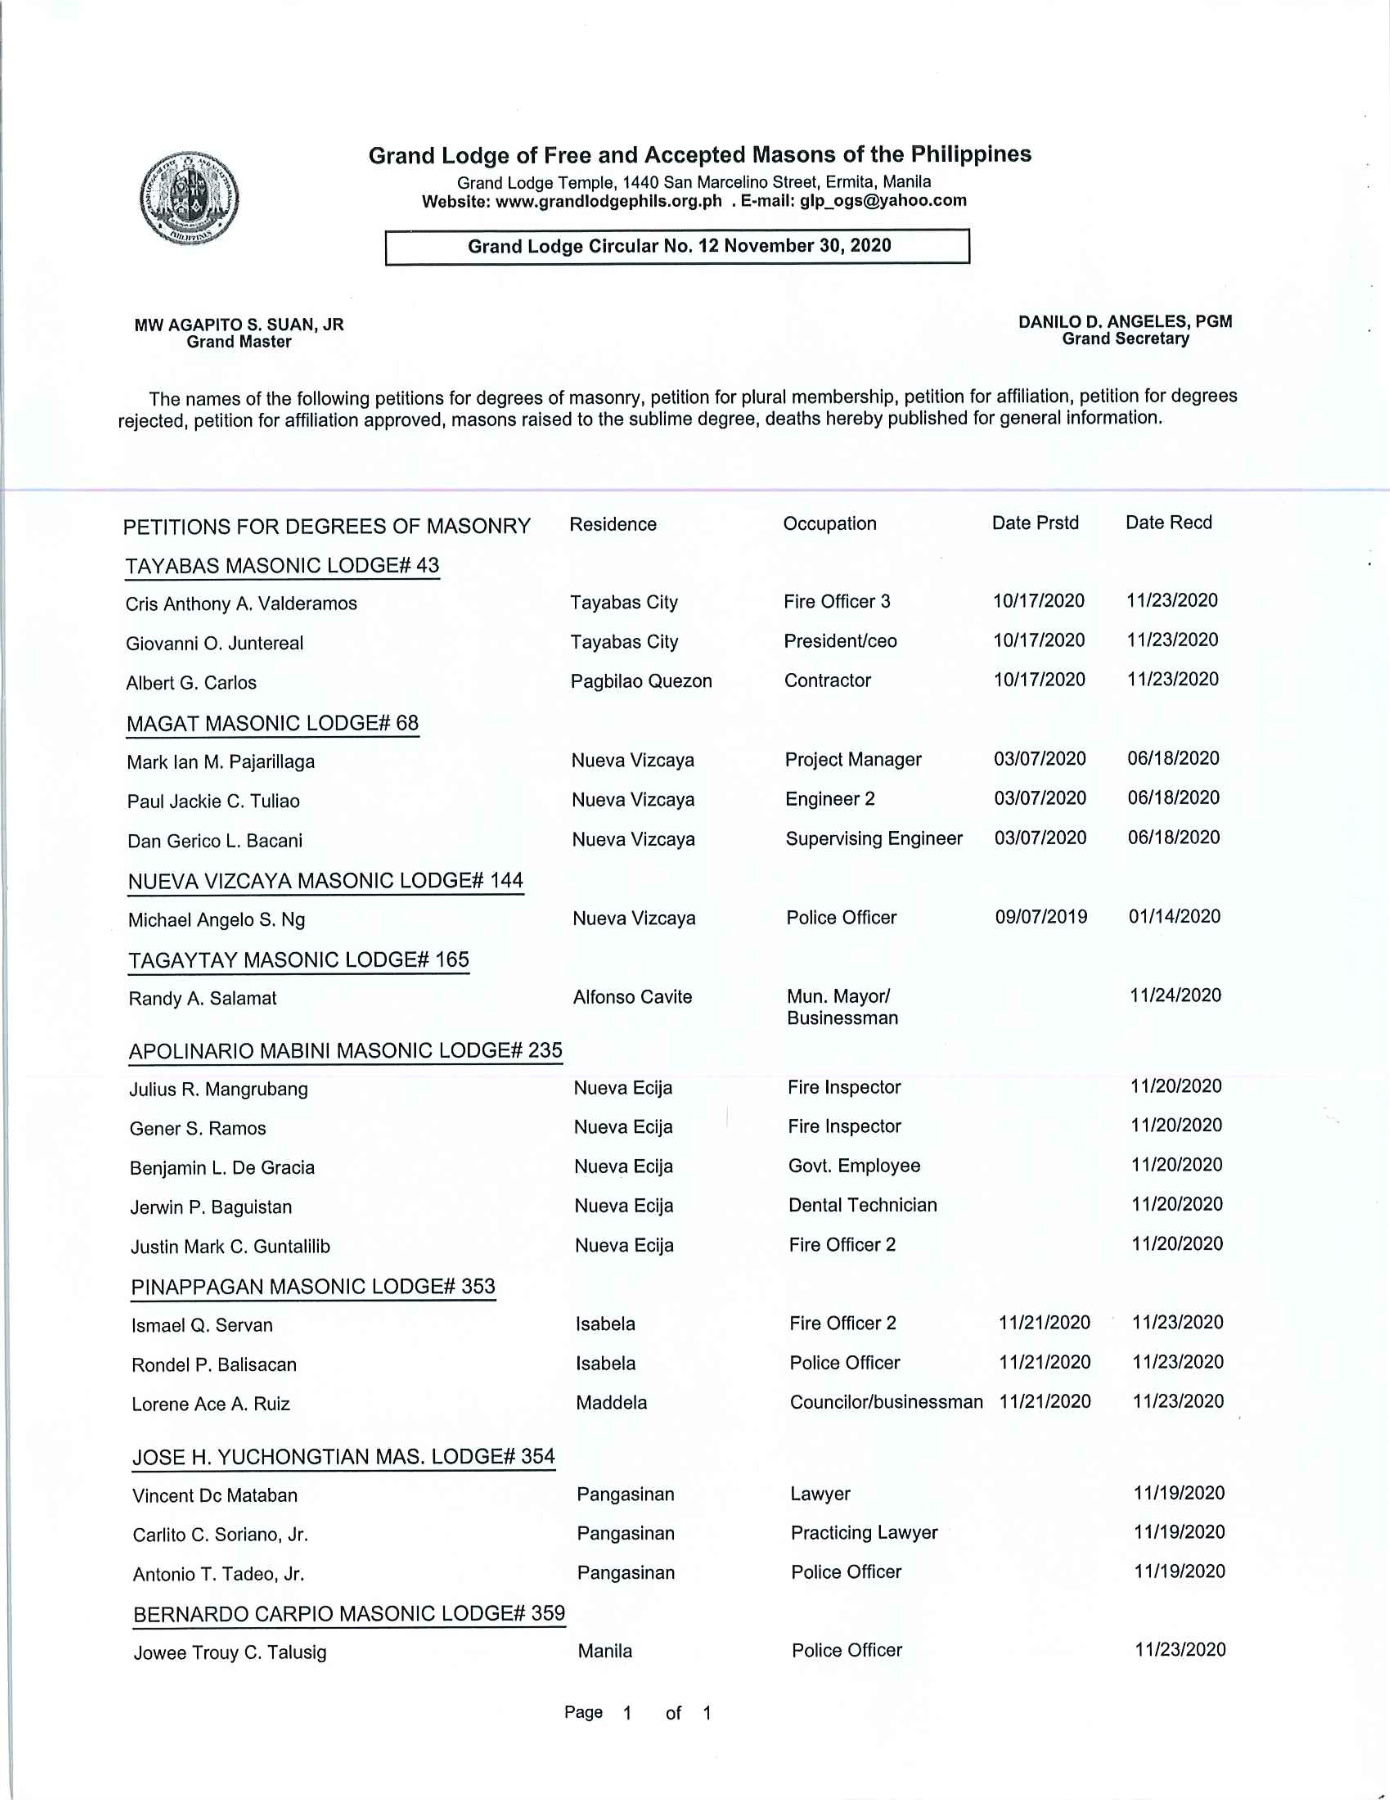 Grand Lodge of Free and Accepted Masons of the Philippines
Grand Lodge Temple, 1440 San Marcelino Street, Ermita, Manila
Website: www.grandlodgephils.org.ph . E-mail: glp_ogs@yahoo.com
Grand Lodge Circular No. 12 November 30, 2020
MW AGAPITO S. SUAN, JR DANILO D. ANGELES, PGM
Grand Master Grand Secretary
The names of the following petitions for degrees of masonry, petition for plural membership, petition for affiliation, petition for degrees
rejected, petition for affiliation approved, masons raised to the sublime degree, deaths hereby published for general information.
PETITIONS FOR DEGREES OF MASONRY Residence Occupation Date Prstd Date Recd
TAYABAS MASONIC LODGE# 43
Cris Anthony A. Valderamos Tayabas City Fire Officer 3 10/17/2020 11/23/2020
Giovanni O. Juntereal Tayabas City President/ceo 10/17/2020 11/23/2020
Albert G. Carlos Pagbilao Quezon Contractor 10/17/2020 11/23/2020
MAGAT MASONIC LODGE# 68
Mark Ian M. Pajarillaga Nueva Vizcaya Project Manager 03/07/2020 06/18/2020
Paul Jackie C. Tuliao Nueva Vizcaya Engineer 2 03/07/2020 06/18/2020
Dan Gerico L. Bacani Nueva Vizcaya Supervising Engineer 03/07/2020 06/18/2020
NUEVA VIZCAYA MASONIC LODGE# 144
Michael Angelo S. Ng Nueva Vizcaya Police Officer 09/07/2019 01/14/2020
TAGAYTAY MASONIC LODGE# 165
Randy A. Salamat Alfonso Cavite Mun. Mayor/ 11/24/2020
Businessman
APOLINARIO MABINI MASONIC LODGE# 235
Julius R. Mangrubang Nueva Ecija Fire Inspector 11/20/2020
Gener S. Ramos Nueva Ecija Fire Inspector 11/20/2020
Benjamin L. De Gracia Nueva Ecija Govt. Employee 11/20/2020
Jerwin P. Baguistan Nueva Ecija Dental Technician 11/20/2020
Justin Mark C. Guntalilib Nueva Ecija Fire Officer 2 11/20/2020
PINAPPAGAN MASONIC LODGE# 353
Ismael Q. Servan Isabela Fire Officer 2 11/21/2020 11/23/2020
Rondel P. Balisacan Isabela Police Officer 11/21/2020 11/23/2020
Lorene Ace A. Ruiz Maddela Councilor/businessman 11/21/2020 11/23/2020
JOSE H. YUCHONGTIAN MAS. LODGE# 354
Vincent Dc Mataban Pangasinan Lawyer 11/19/2020
Carlito C. Soriano, Jr. Pangasinan Practicing Lawyer 11/19/2020
Antonio T. Tadeo, Jr. Pangasinan Police Officer 11/19/2020
BERNARDO CARPIO MASONIC LODGE# 359
Jowee Trouy C. Talusig Manila Police Officer 11/23/2020
Page 1 of 1